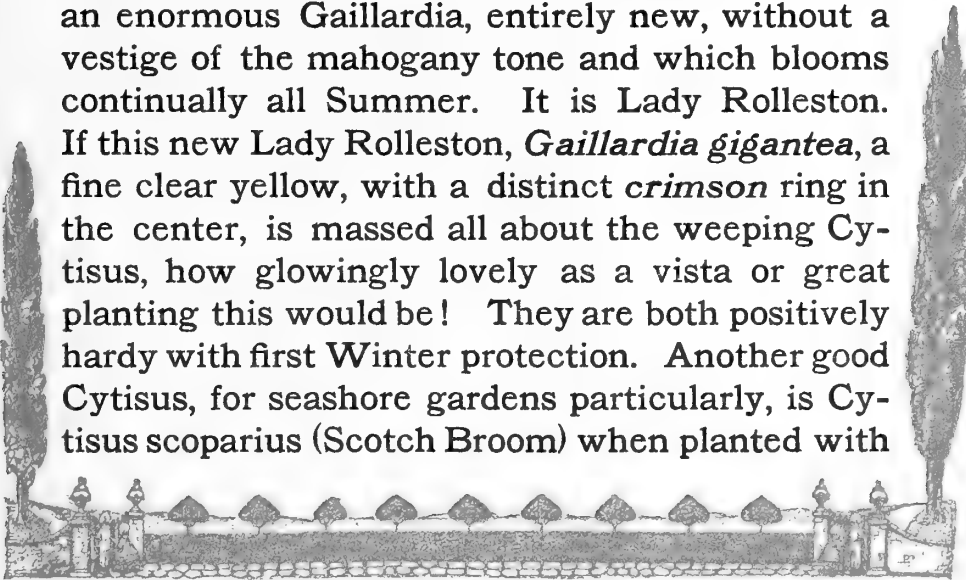 an enormous Gaillardia, entirely new, without a
vestige of the mahogany tone and which blooms
continually all Summer. It is Lady Rolleston.
If this new Lady Rolleston, Gaillardia gigantea, a
fine clear yellow, with a distinct crimson ring in
the center, is massed all about the weeping Cy-
tisus, how glowingly lovely as a vista or great
planting this would be! They are both positively
hardy with first Winter protection. Another good
Cytisus, for seashore gardens particularly, is Cy-
tisus scoparius (Scotch Broom) when planted with